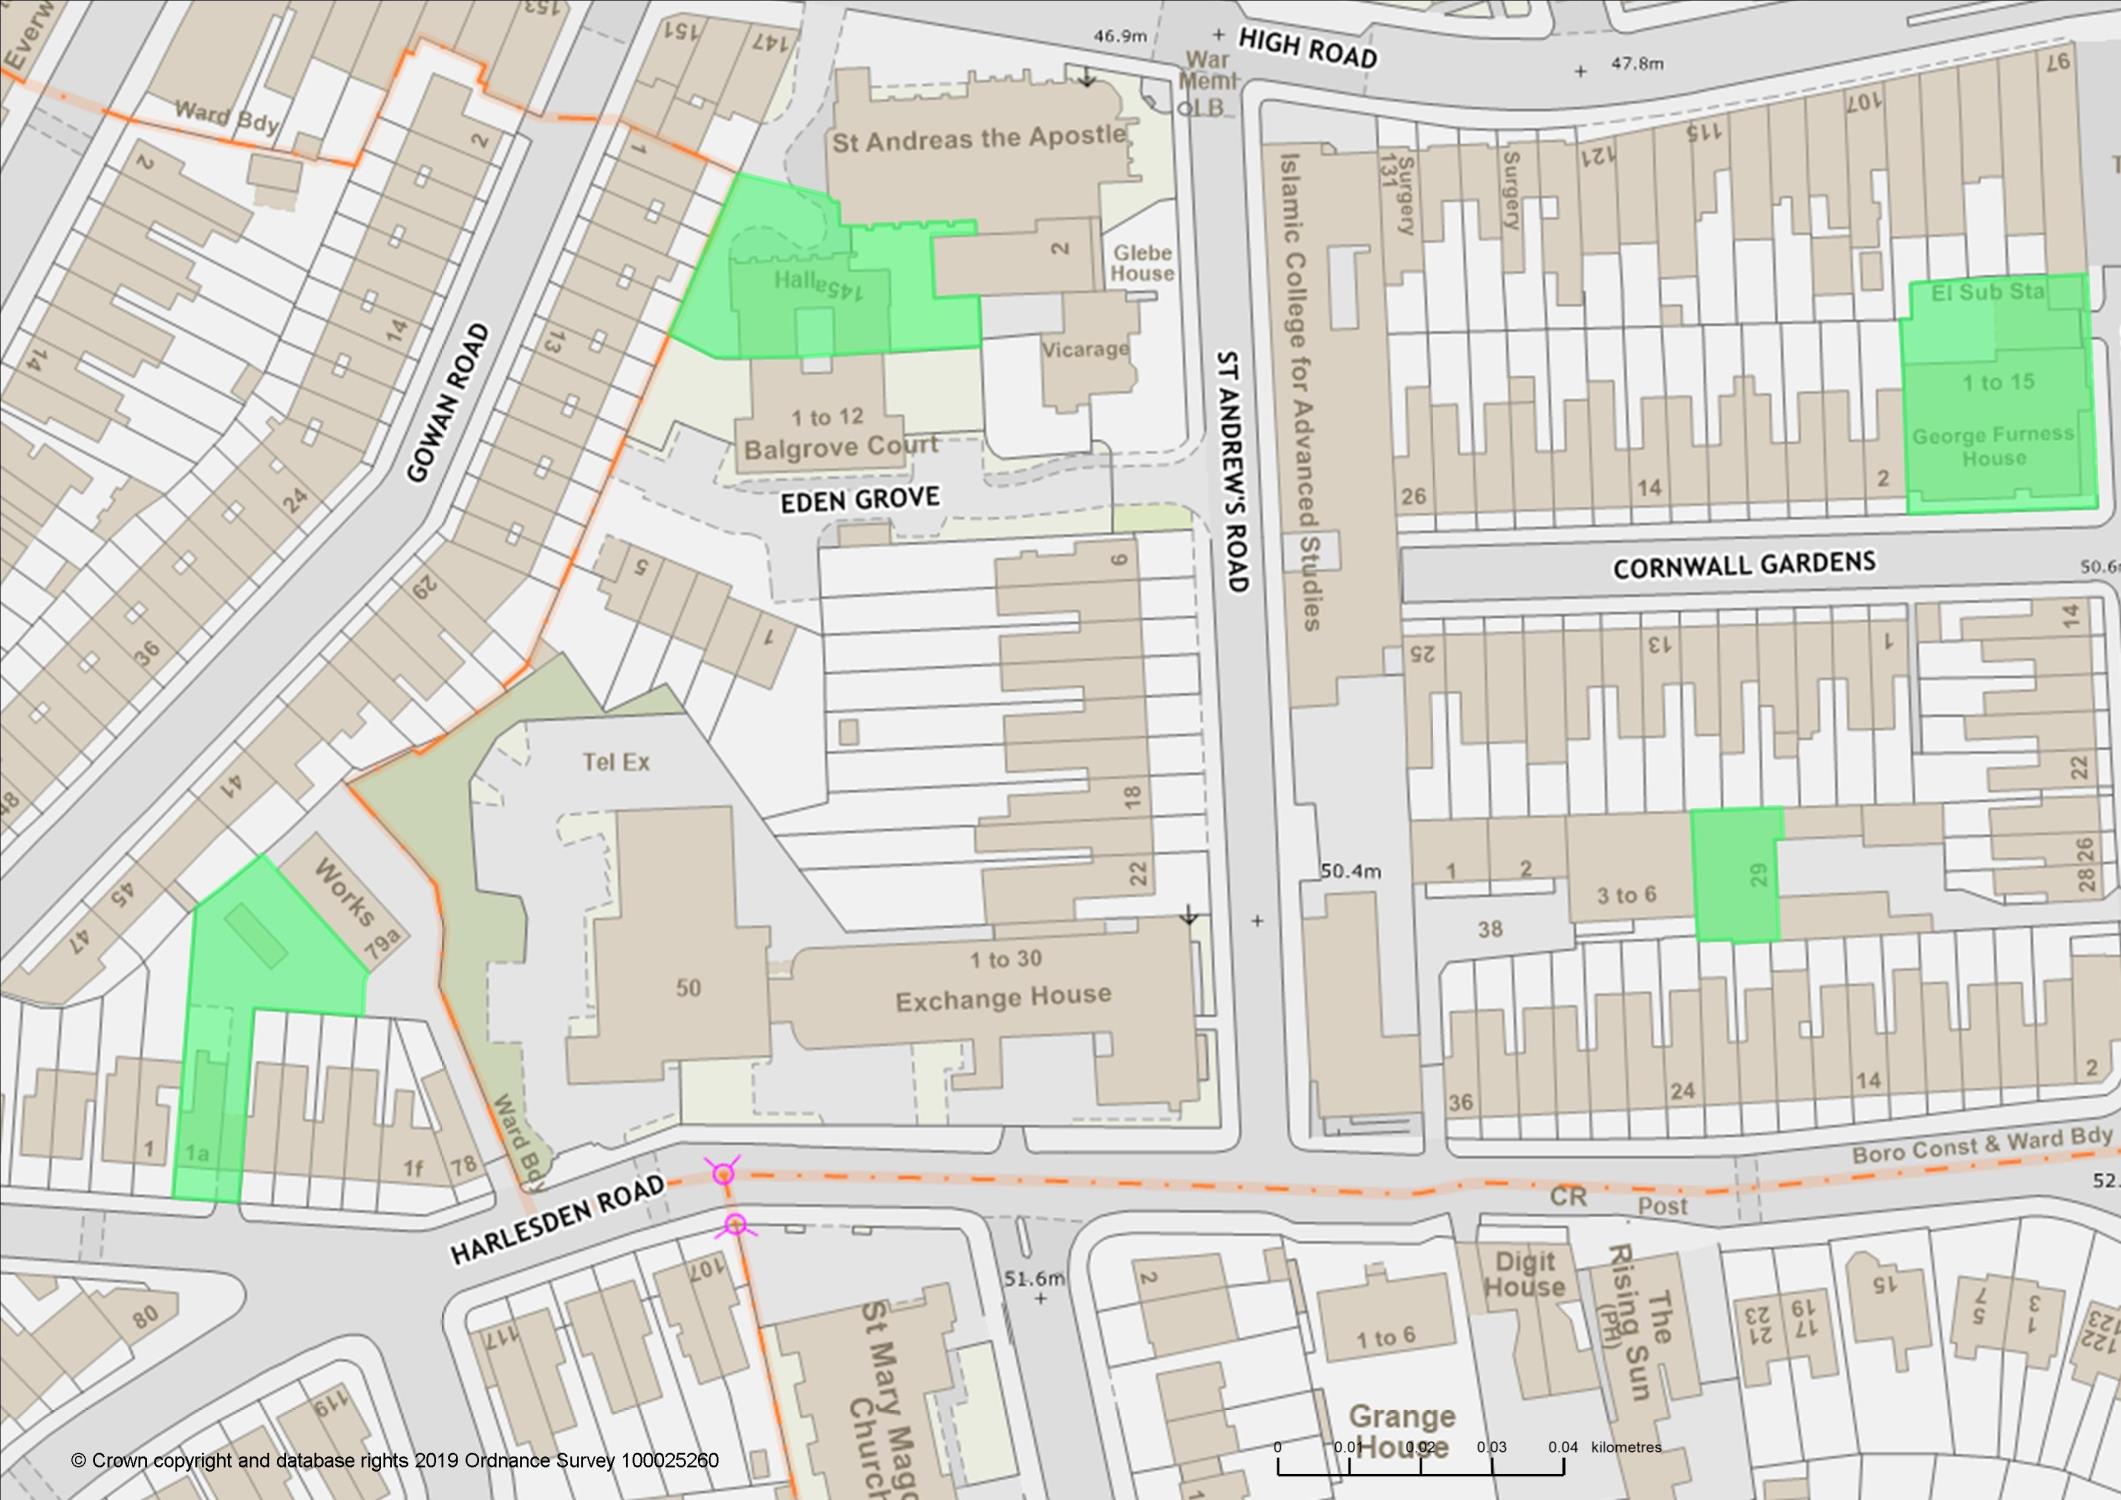 Everw
153
151
147
46.9m
HIGH ROAD
47.8m
97
War
Meml
LB
107
Ward Bdy
115
St Andreas the Apostle
121
2
2
1
Islamic College for Advanced Studies
131
Surgery
Surgery
2
Glebe
House
Hall
145a
El Sub Sta
14
14
13
GOWAN ROAD
Vicarage
ST ANDREW'S ROAD
1 to 15
1 to 12
Balgrove Court
George Furness
House
2
14
26
24
EDEN GROVE
CORNWALL GARDENS
50.6m
5
6
29
1
14
36
25
13
1
Tel Ex
41
48
18
22
22
50.4m
1
2
3 to 6
29
26
28
45
Works
79a
47
38
50
1 to 30
Exchange House
36
24
14
2
1
1a
1f
78
Ward Bdy
Boro Const & Ward Bdy
HARLESDEN ROAD
CR
Post
52.
107
51.6m
2
Digit
House
The
Rising Sun
(PH)
15
80
117
St Mary Mag
Church
1 to 6
23
21
19
17
7
5
3
1
123
122
119
Grange
House
0 0.01 0.02 0.03 0.04 kilometres
© Crown copyright and database rights 2019 Ordnance Survey 100025260
1